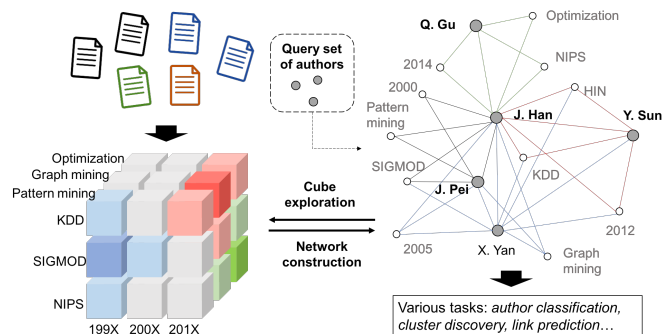 Query set
of authors
Optimization
Graph mining
Pattern mining
KDD
SIGMOD
NIPS
199X 200X 201X
Cube
exploration
Network
construction
Q. Gu
Optimization
2014
NIPS
2000
HIN
Pattern
mining
J. Han
Y. Sun
SIGMOD
KDD
J. Pei
2005
X. Yan
2012
Graph
mining
Various tasks: author classification,
cluster discovery, link prediction…